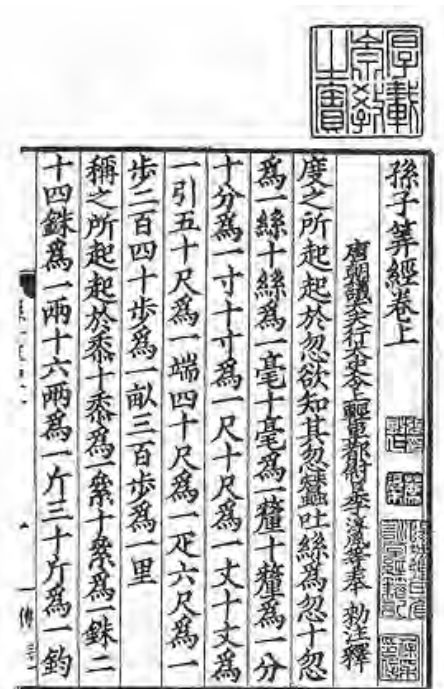 孫子筭經卷上
唐朝議大夫行太史令上輕車都尉臣李淳風等奉 勅注釋
度之所起起於忽欲知其忽蠶吐絲爲忽十忽
爲一絲十絲爲一毫十毫爲一釐十釐爲一分
十分爲一寸十寸爲一尺十尺爲一丈十丈爲
一引五十尺爲一端四十尺爲一疋六尺爲一
步二百四十步爲一畝三百步爲一里
稱之所起起於黍十黍爲一絫十絫爲一銖二
十四銖爲一兩十六兩爲一斤三十斤爲一鈞